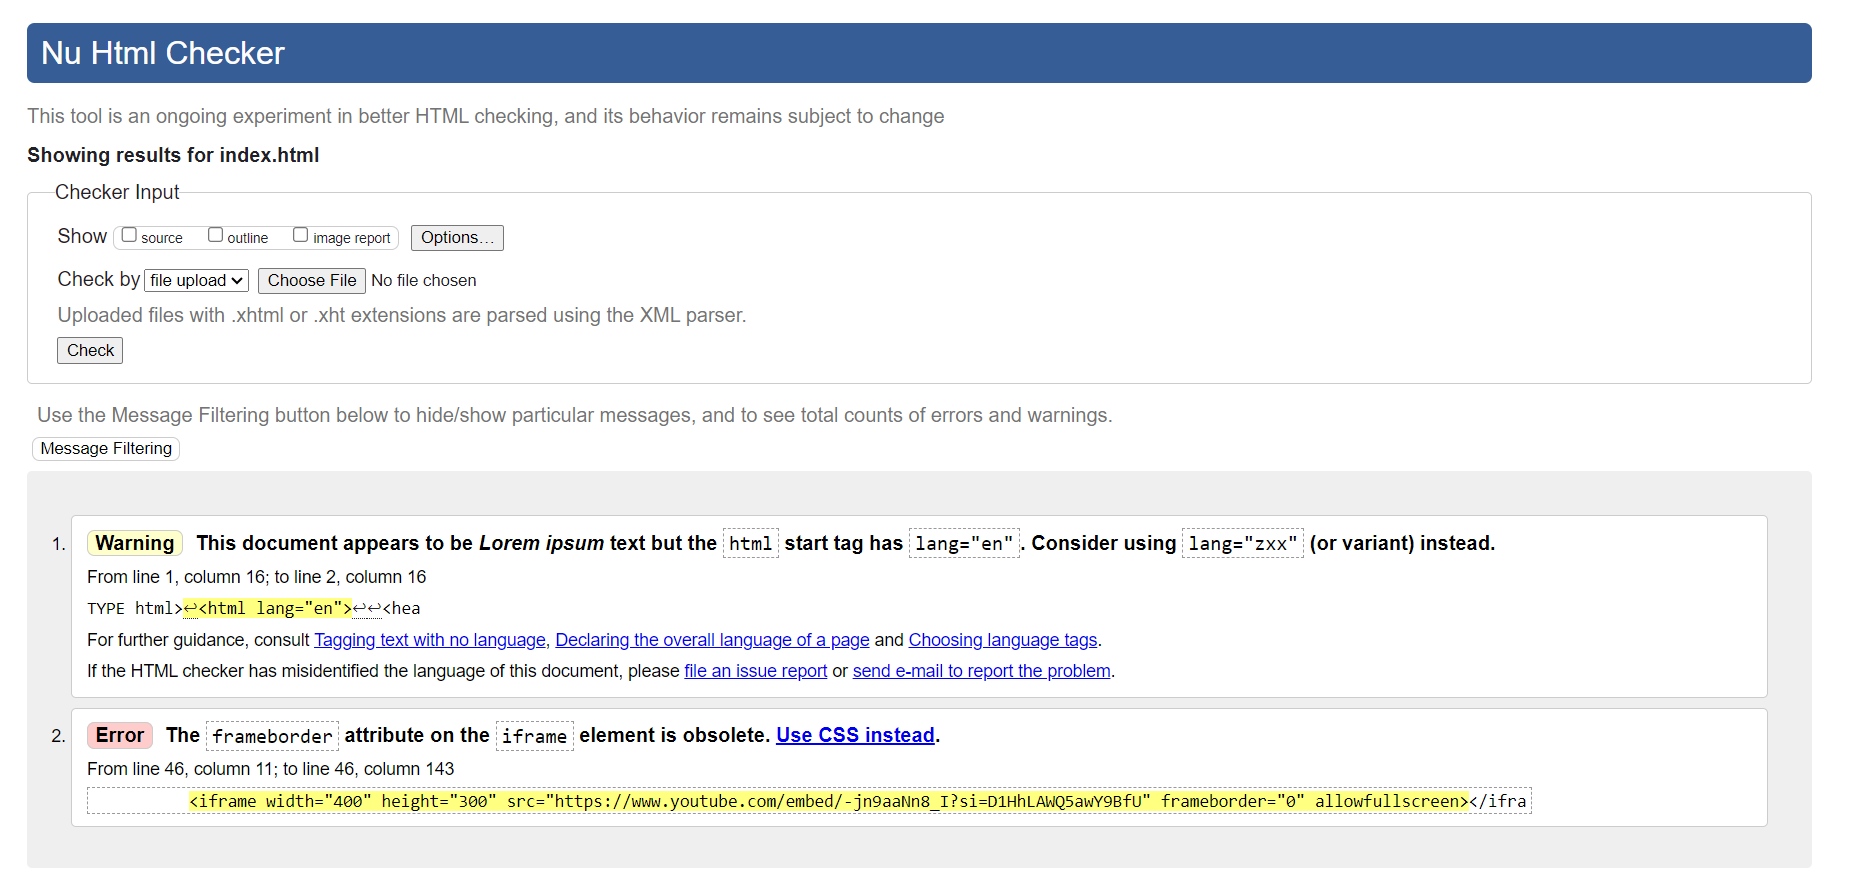 Nu Html Checker
This tool is an ongoing experiment in better HTML checking, and its behavior remains subject to change
Showing results for index.html
Checker Input
Show source outline image report Options...
Check by file upload Choose File No file chosen
Uploaded files with .xhtml or .xht extensions are parsed using the XML parser.
Check
Use the Message Filtering button below to hide/show particular messages, and to see total counts of errors and warnings.
Message Filtering
1. Warning This document appears to be Lorem ipsum text but the html start tag has lang="en". Consider using lang="zxx" (or variant) instead.
From line 1, column 16; to line 2, column 16
TYPE html>↩<html lang="en">↩↩<hea
For further guidance, consult Tagging text with no language, Declaring the overall language of a page and Choosing language tags.
If the HTML checker has misidentified the language of this document, please file an issue report or send e-mail to report the problem.
2. Error The frameborder attribute on the iframe element is obsolete. Use CSS instead.
From line 46, column 11; to line 46, column 143
<iframe width="400" height="300" src="https://www.youtube.com/embed/-jn9aaNn8_I?si=D1HhLAWQ5awY9BfU" frameborder="0" allowfullscreen></ifra